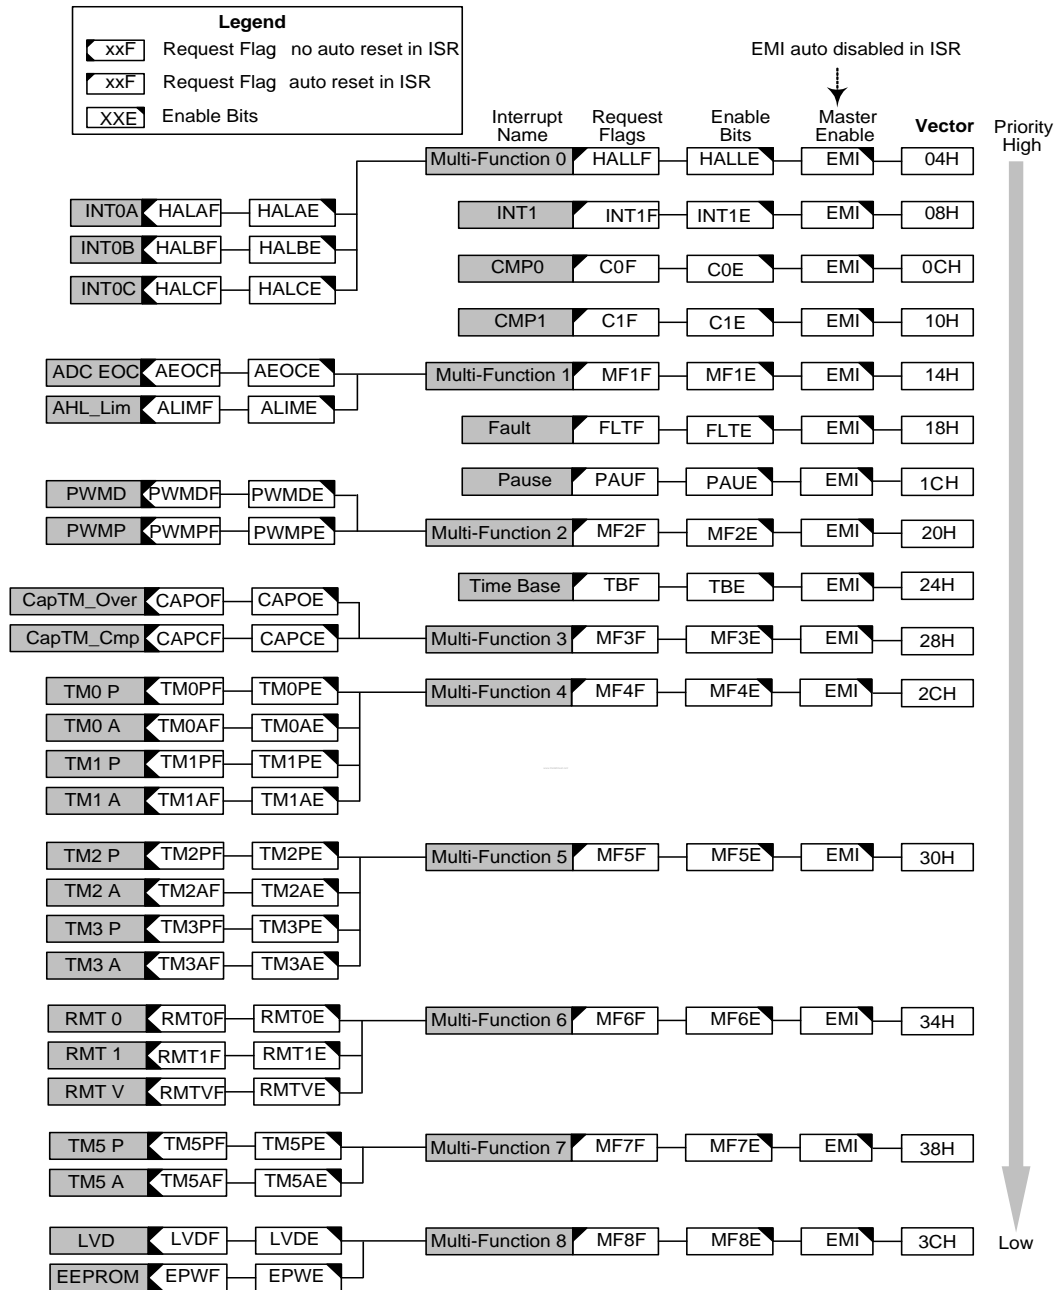 Legend
xxF Request Flag no auto reset in ISR
xxF Request Flag auto reset in ISR
XXE Enable Bits
EMI auto disabled in ISR
Interrupt Name Request Flags Enable Bits Master Enable Vector Priority High
Multi-Function 0 HALLF HALLE EMI 04H
INT0A HALAF HALAE
INT0B HALBF HALBE
INT0C HALCF HALCE
INT1 INT1F INT1E EMI 08H
CMP0 C0F C0E EMI 0CH
CMP1 C1F C1E EMI 10H
ADC EOC AEOCF AEOCE Multi-Function 1 MF1F MF1E EMI 14H
AHL_Lim ALIMF ALIME
Fault FLTF FLTE EMI 18H
Pause PAUF PAUE EMI 1CH
PWMD PWMDF PWMDE
PWMP PWMPF PWMPE Multi-Function 2 MF2F MF2E EMI 20H
Time Base TBF TBE EMI 24H
CapTM_Over CAPOF CAPOE
CapTM_Cmp CAPCF CAPCE Multi-Function 3 MF3F MF3E EMI 28H
TM0 P TM0PF TM0PE Multi-Function 4 MF4F MF4E EMI 2CH
TM0 A TM0AF TM0AE
TM1 P TM1PF TM1PE
TM1 A TM1AF TM1AE
TM2 P TM2PF TM2PE Multi-Function 5 MF5F MF5E EMI 30H
TM2 A TM2AF TM2AE
TM3 P TM3PF TM3PE
TM3 A TM3AF TM3AE
RMT 0 RMT0F RMT0E Multi-Function 6 MF6F MF6E EMI 34H
RMT 1 RMT1F RMT1E
RMT V RMTVF RMTVE
TM5 P TM5PF TM5PE Multi-Function 7 MF7F MF7E EMI 38H
TM5 A TM5AF TM5AE
LVD LVDF LVDE Multi-Function 8 MF8F MF8E EMI 3CH Low
EEPROM EPWF EPWE